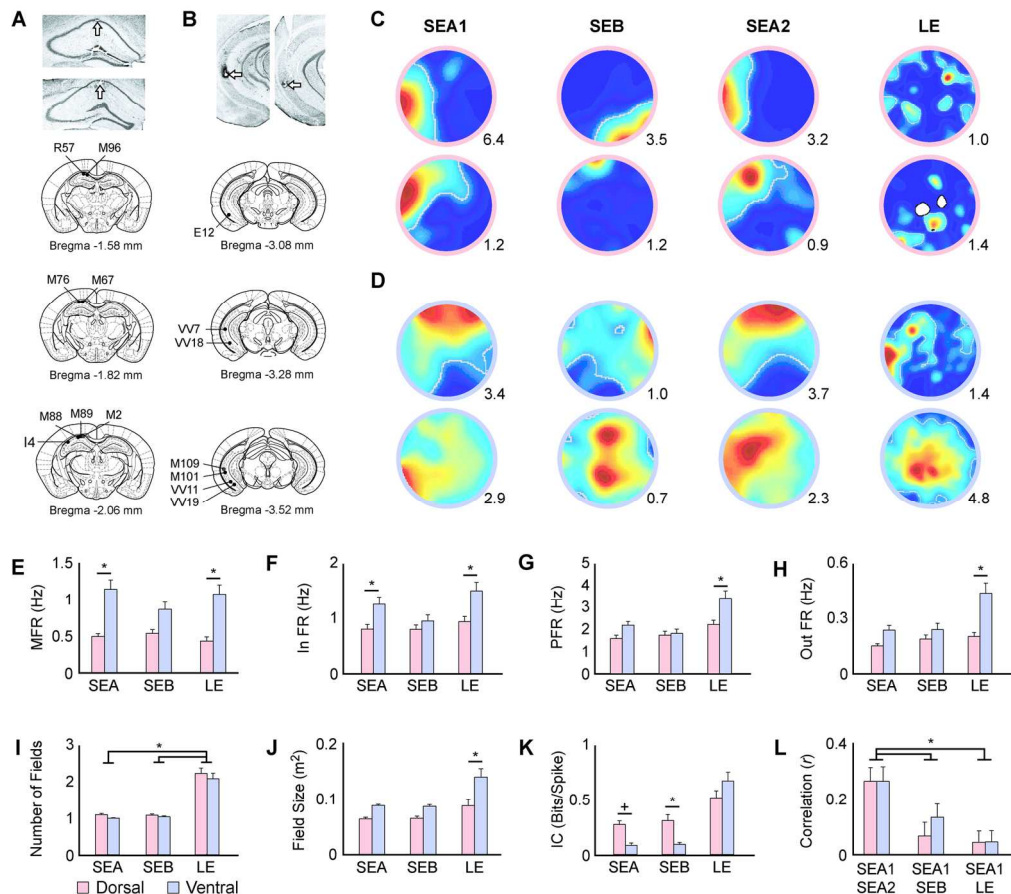 A
B
R57 M96
Bregma -1.58 mm
E12
Bregma -3.08 mm
M76 M67
Bregma -1.82 mm
VV7
VV18
Bregma -3.28 mm
M88 M89 M2
I4
Bregma -2.06 mm
M109
M101
VV11
VV19
Bregma -3.52 mm
C
SEA1 SEB SEA2 LE
6.4 3.5 3.2 1.0
1.2 1.2 0.9 1.4
D
3.4 1.0 3.7 1.4
2.9 0.7 2.3 4.8
E
MFR (Hz)
1.5
1
0.5
0
* *
SEA SEB LE
F
In FR (Hz)
2
1
0
* *
SEA SEB LE
G
PFR (Hz)
5
4
3
2
1
0
*
SEA SEB LE
H
Out FR (Hz)
0.6
0.3
0
*
SEA SEB LE
I
Number of Fields
3
2
1
0
*
SEA SEB LE
J
Field Size (m²)
0.2
0.1
0
*
SEA SEB LE
K
IC (Bits/Spike)
1
0.5
0
+ *
SEA SEB LE
L
Correlation (r)
0.6
0.4
0.2
0
*
SEA1 SEA1 SEA1
SEA2 SEB LE
Dorsal Ventral